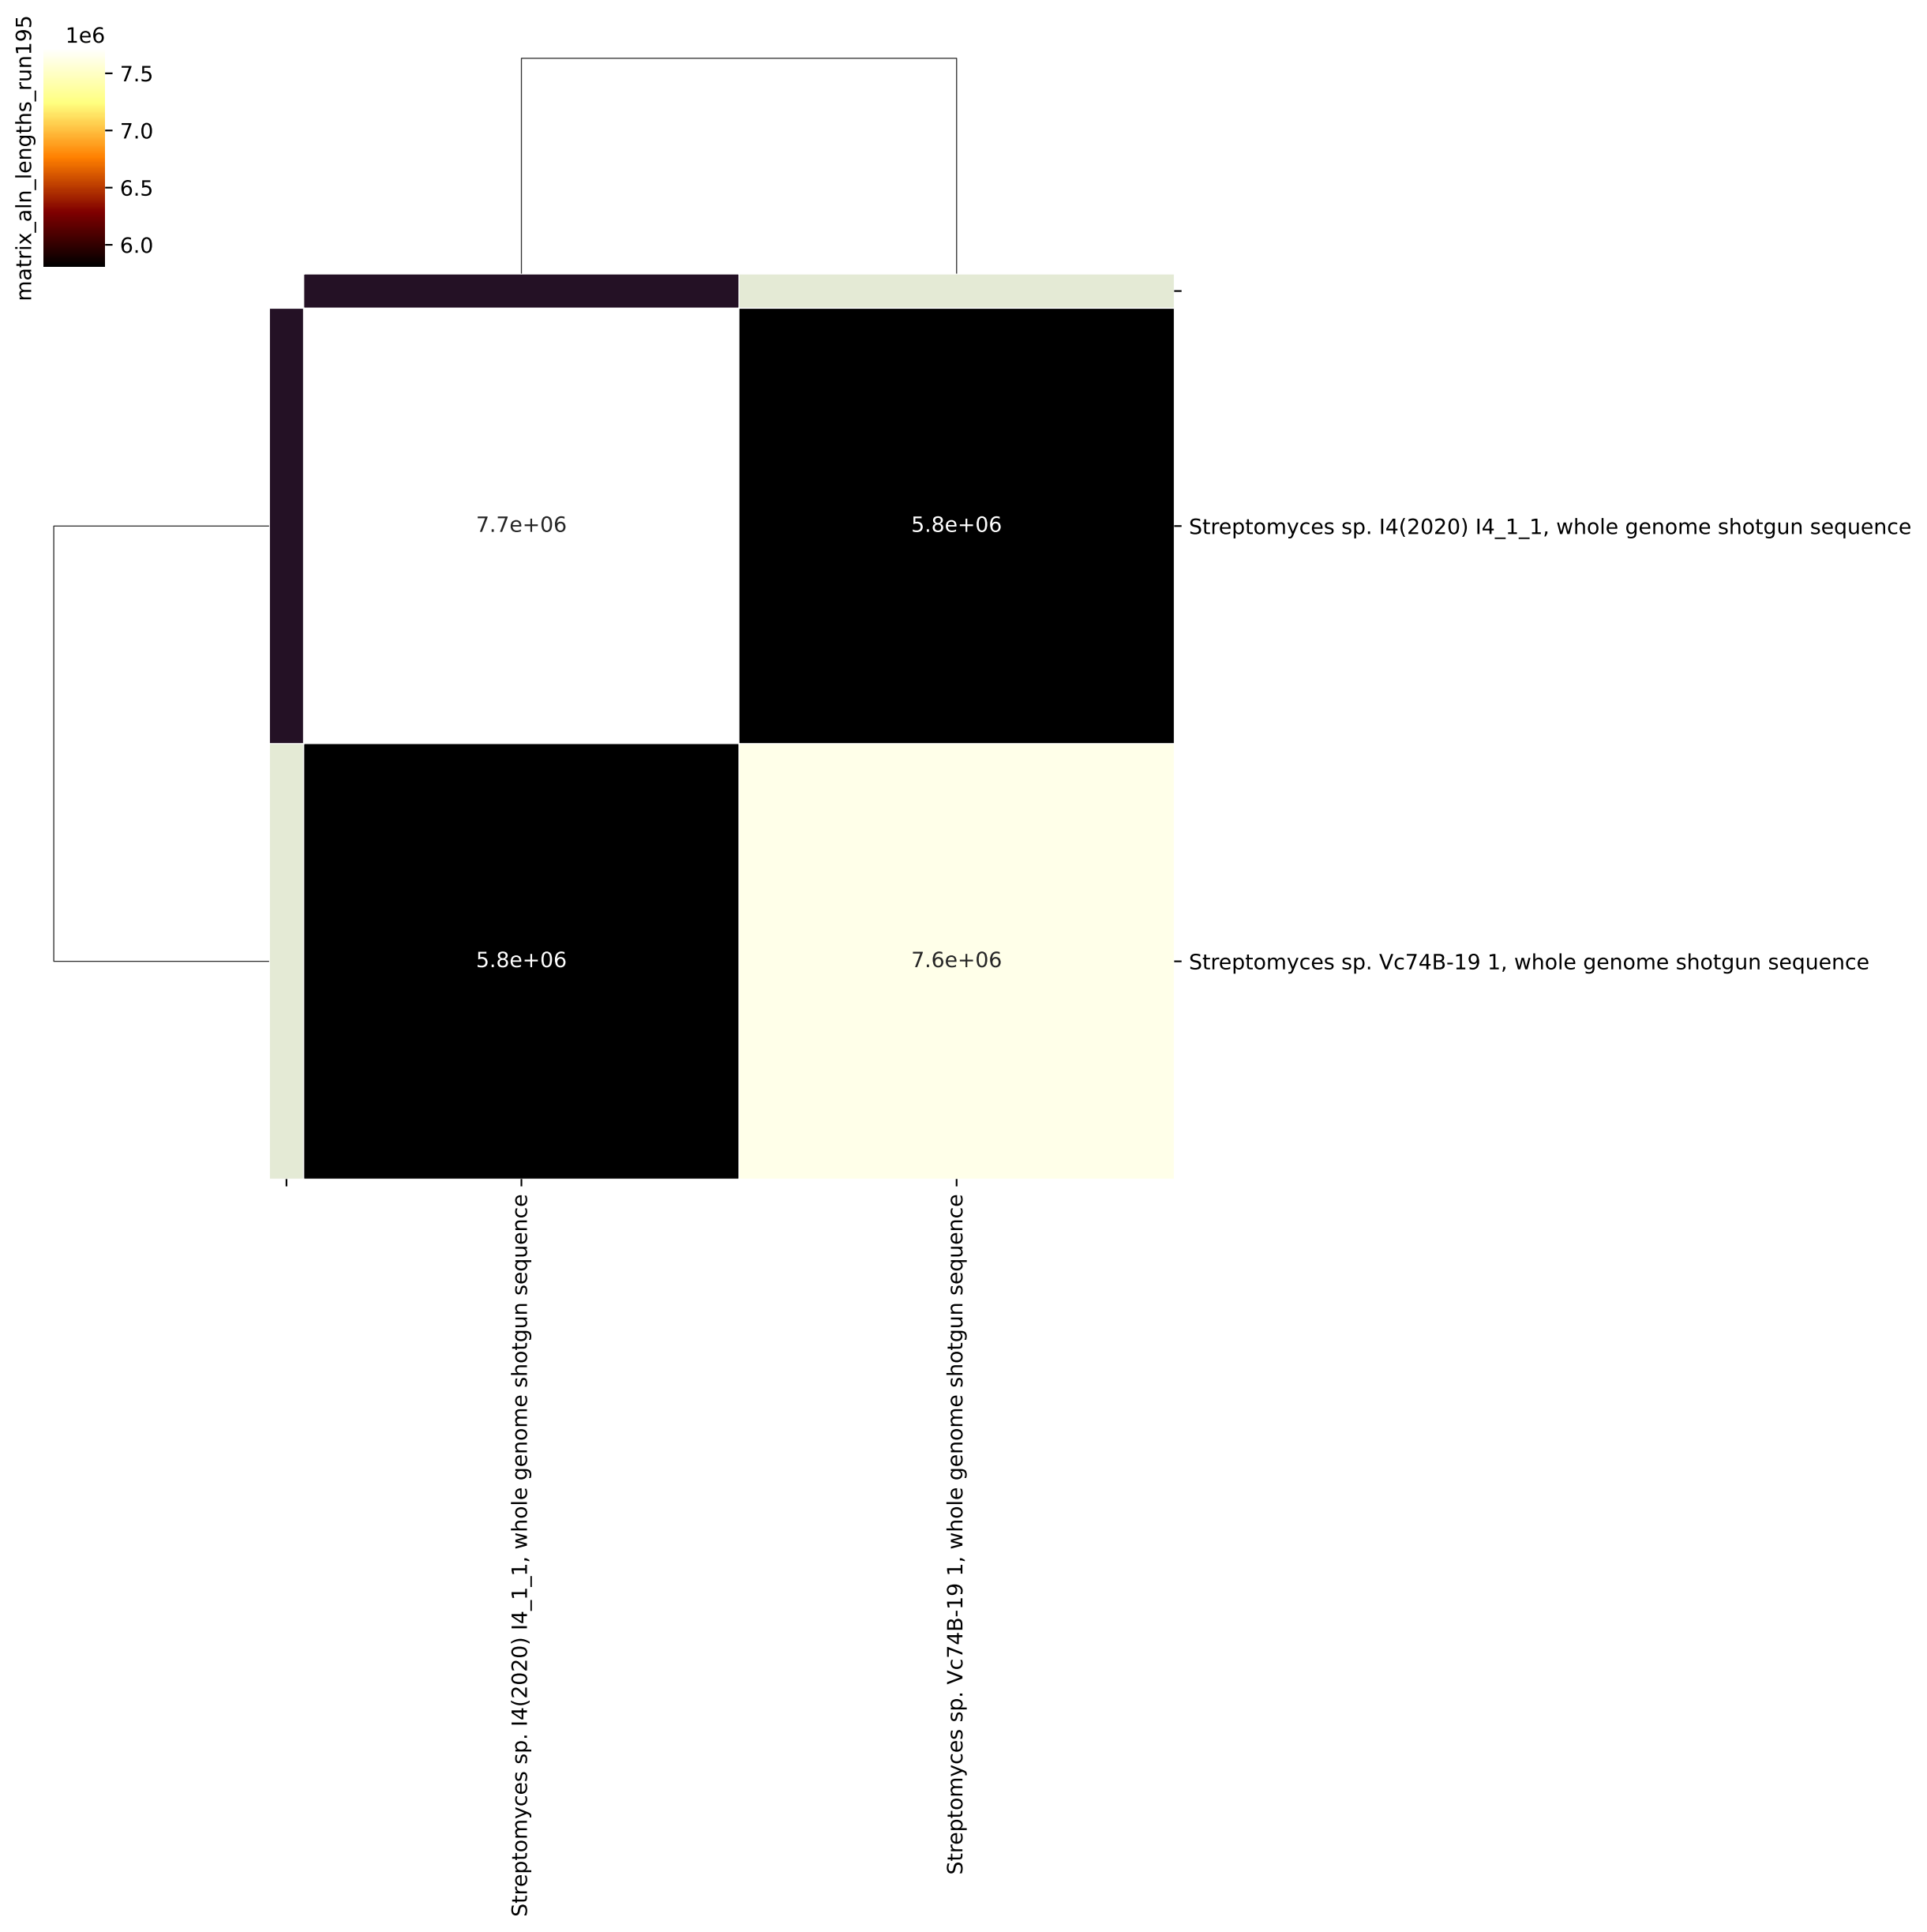 matrix_aln_lengths_run195
1e6
7.5
7.0
6.5
6.0
7.7e+06
5.8e+06
Streptomyces sp. I4(2020) I4_1_1, whole genome shotgun sequence
5.8e+06
7.6e+06
Streptomyces sp. Vc74B-19 1, whole genome shotgun sequence
Streptomyces sp. I4(2020) I4_1_1, whole genome shotgun sequence
Streptomyces sp. Vc74B-19 1, whole genome shotgun sequence